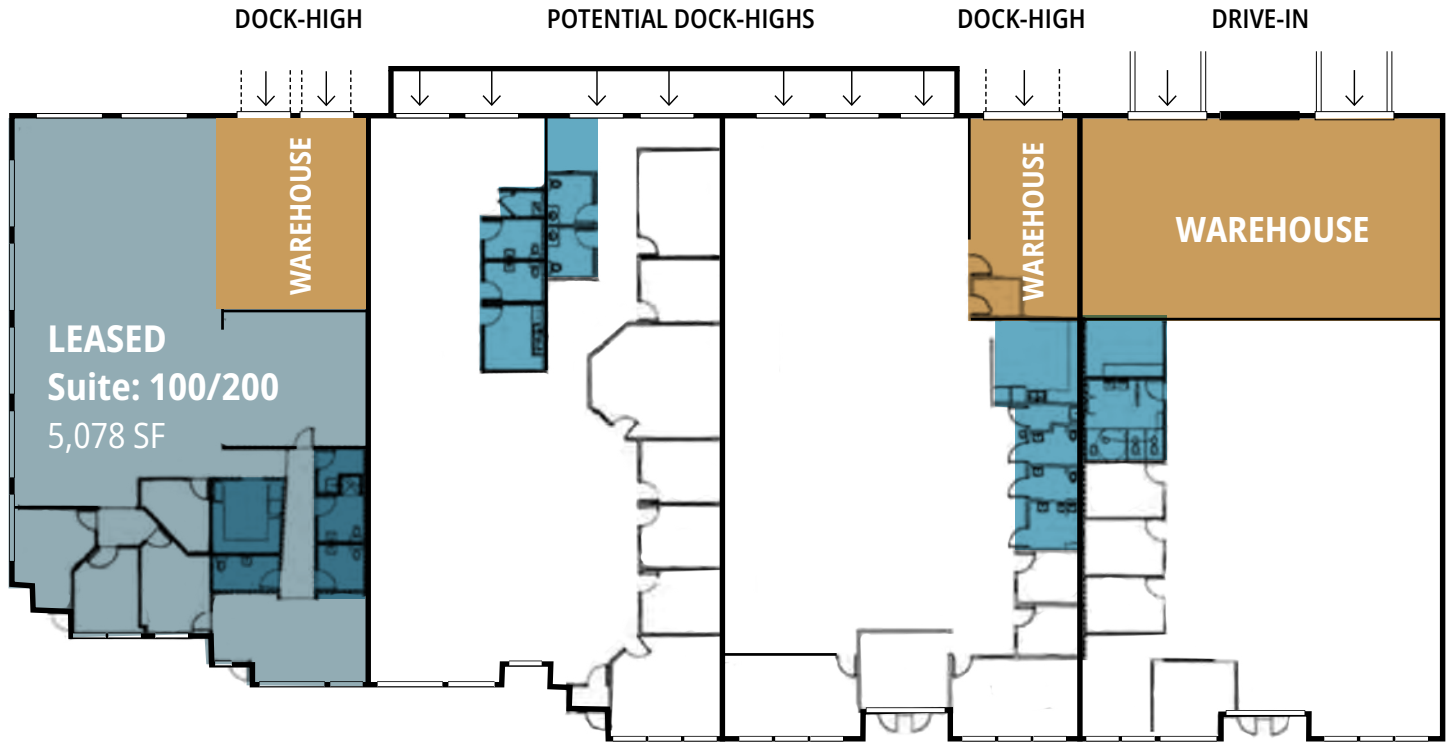 DOCK-HIGH
POTENTIAL DOCK-HIGHS
DOCK-HIGH
DRIVE-IN
WAREHOUSE
WAREHOUSE
WAREHOUSE
LEASED
Suite: 100/200
5,078 SF